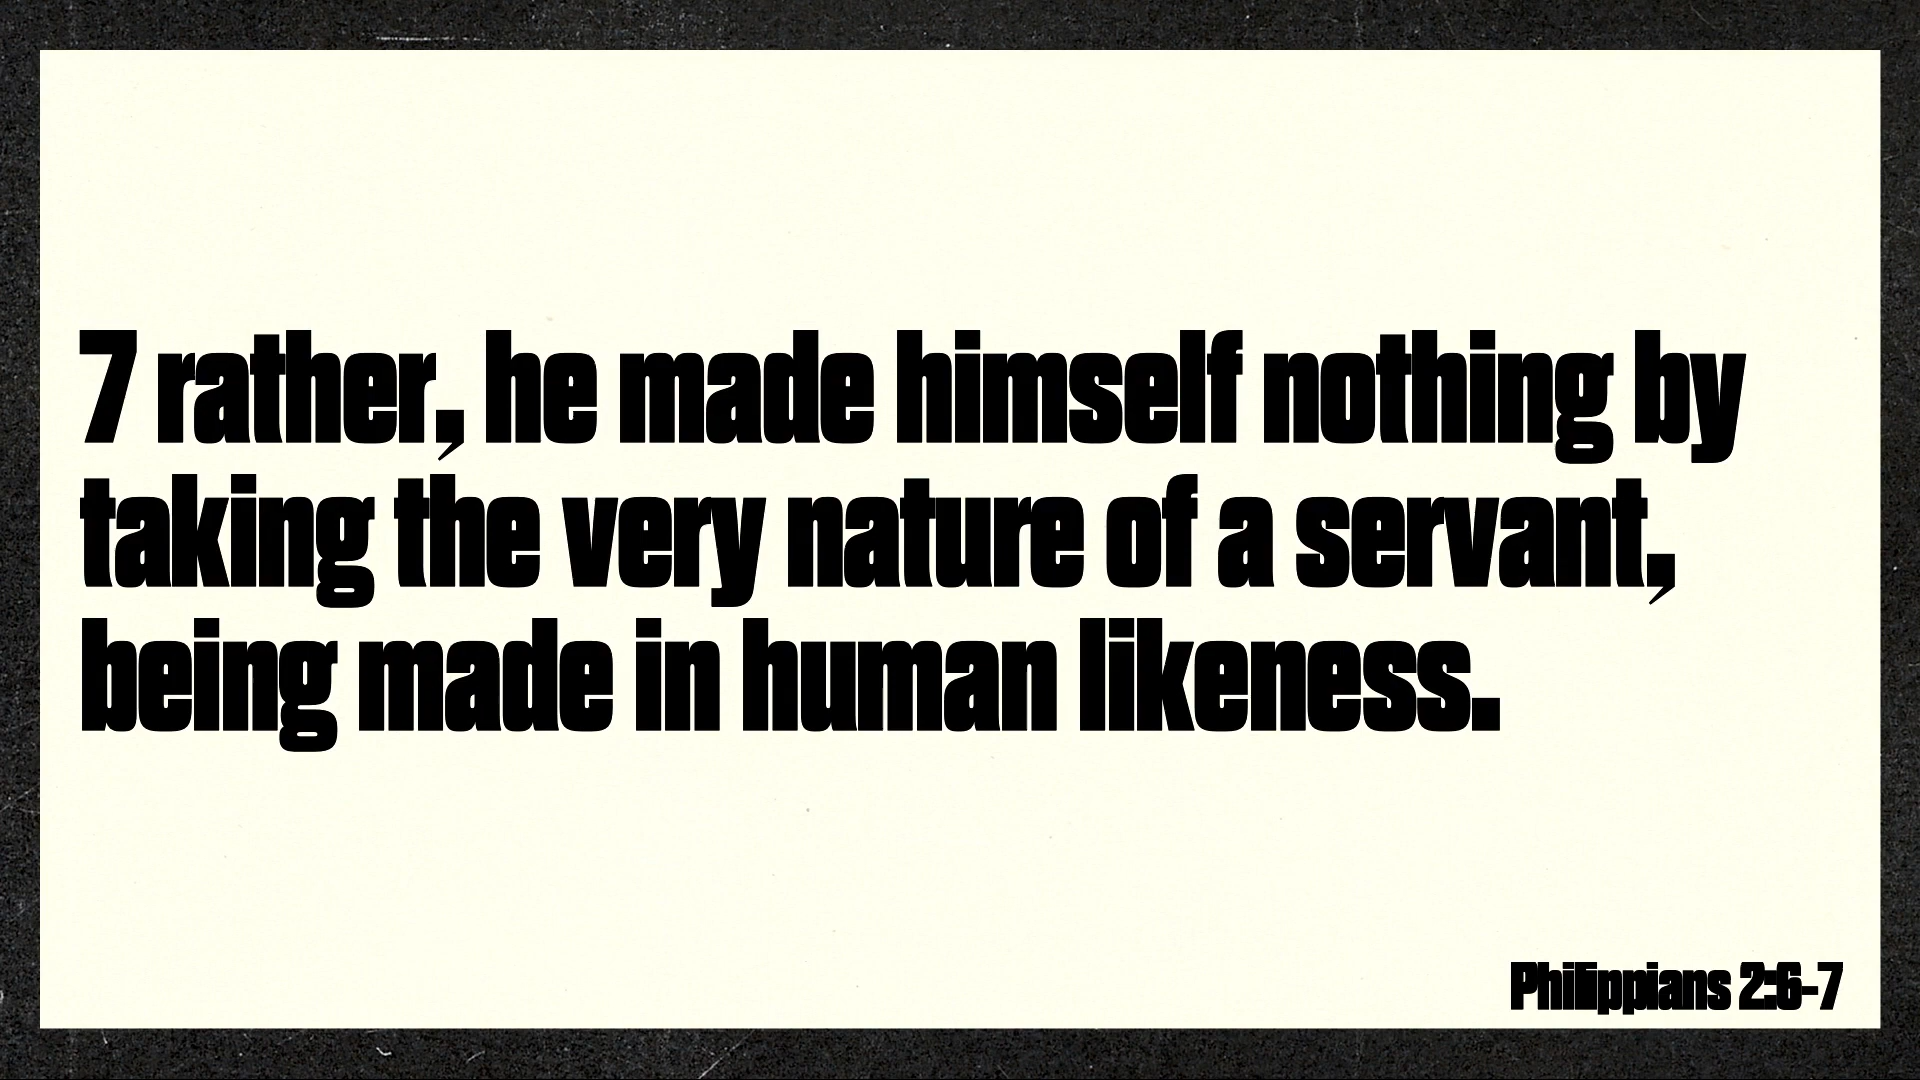 7 rather, he made himself nothing by
taking the very nature of a servant,
being made in human likeness.
Philippians 2:6-7